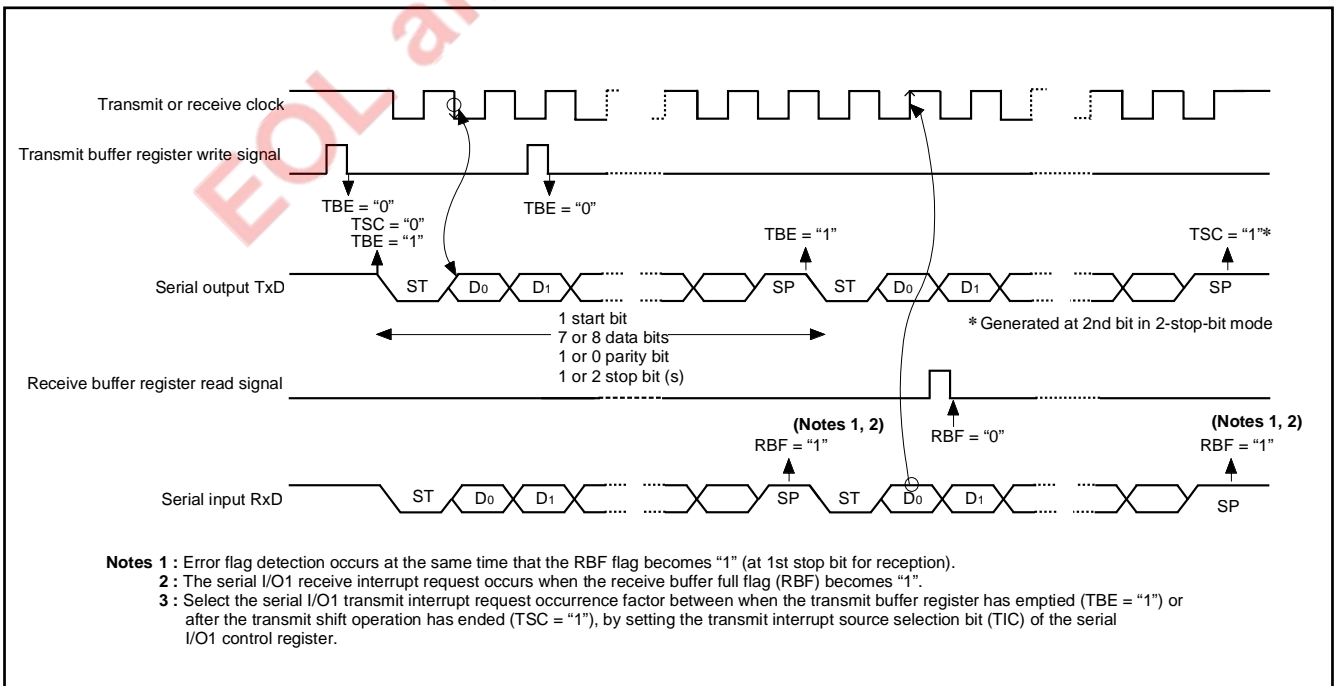 EOL an
Transmit or receive clock
Transmit buffer register write signal
TBE = “0”
TSC = “0”
TBE = “1”
TBE = “0”
TBE = “1”
TSC = “1”*
Serial output TxD
ST D0 D1 SP ST D0 D1 SP
1 start bit
7 or 8 data bits
1 or 0 parity bit
1 or 2 stop bit (s)
* Generated at 2nd bit in 2-stop-bit mode
Receive buffer register read signal
(Notes 1, 2)
RBF = “1”
RBF = “0”
(Notes 1, 2)
RBF = “1”
Serial input RxD
ST D0 D1 SP ST D0 D1 SP
Notes 1 : Error flag detection occurs at the same time that the RBF flag becomes “1” (at 1st stop bit for reception).
2 : The serial I/O1 receive interrupt request occurs when the receive buffer full flag (RBF) becomes “1”.
3 : Select the serial I/O1 transmit interrupt request occurrence factor between when the transmit buffer register has emptied (TBE = “1”) or
after the transmit shift operation has ended (TSC = “1”), by setting the transmit interrupt source selection bit (TIC) of the serial
I/O1 control register.